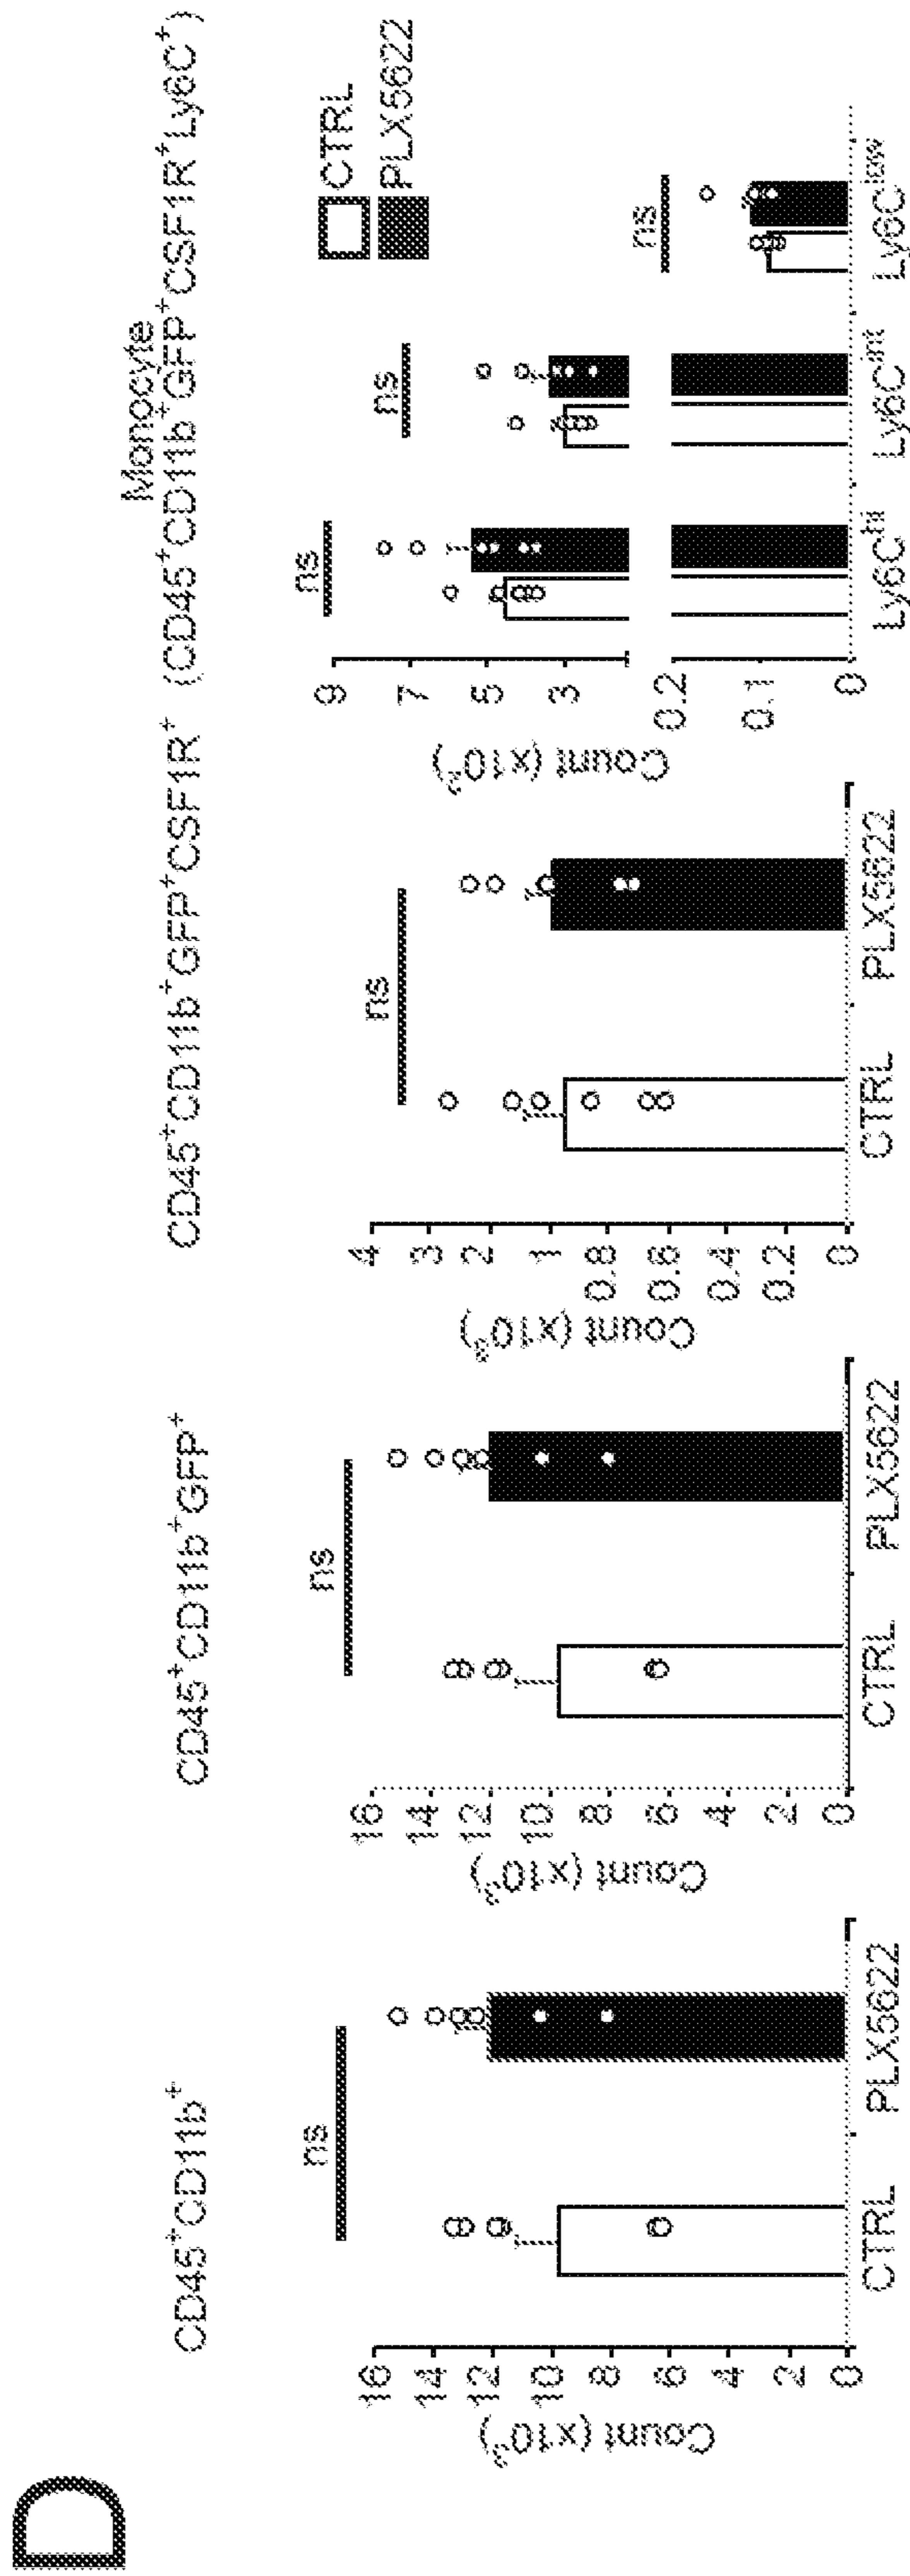 D
CD45⁺CD11b⁺
Count (x10³)
16
14
12
10
8
6
4
2
0
ns
CTRL
PLX5622
CD45⁺CD11b⁺GFP⁺
Count (x10³)
16
14
12
10
8
6
4
2
0
ns
CTRL
PLX5622
CD45⁺CD11b⁺GFP⁺CSF1R⁺
Count (x10³)
4
3
2
1
0.8
0.6
0.4
0.2
0
ns
CTRL
PLX5622
Monocyte
(CD45⁺CD11b⁺GFP⁺CSF1R⁺Ly6C⁺)
CTRL
PLX5622
Count (x10²)
9
7
5
3
0.2
0.1
0
ns
ns
ns
Ly6Cʰⁱ
Ly6Cⁱⁿᵗ
Ly6Cˡᵒʷ